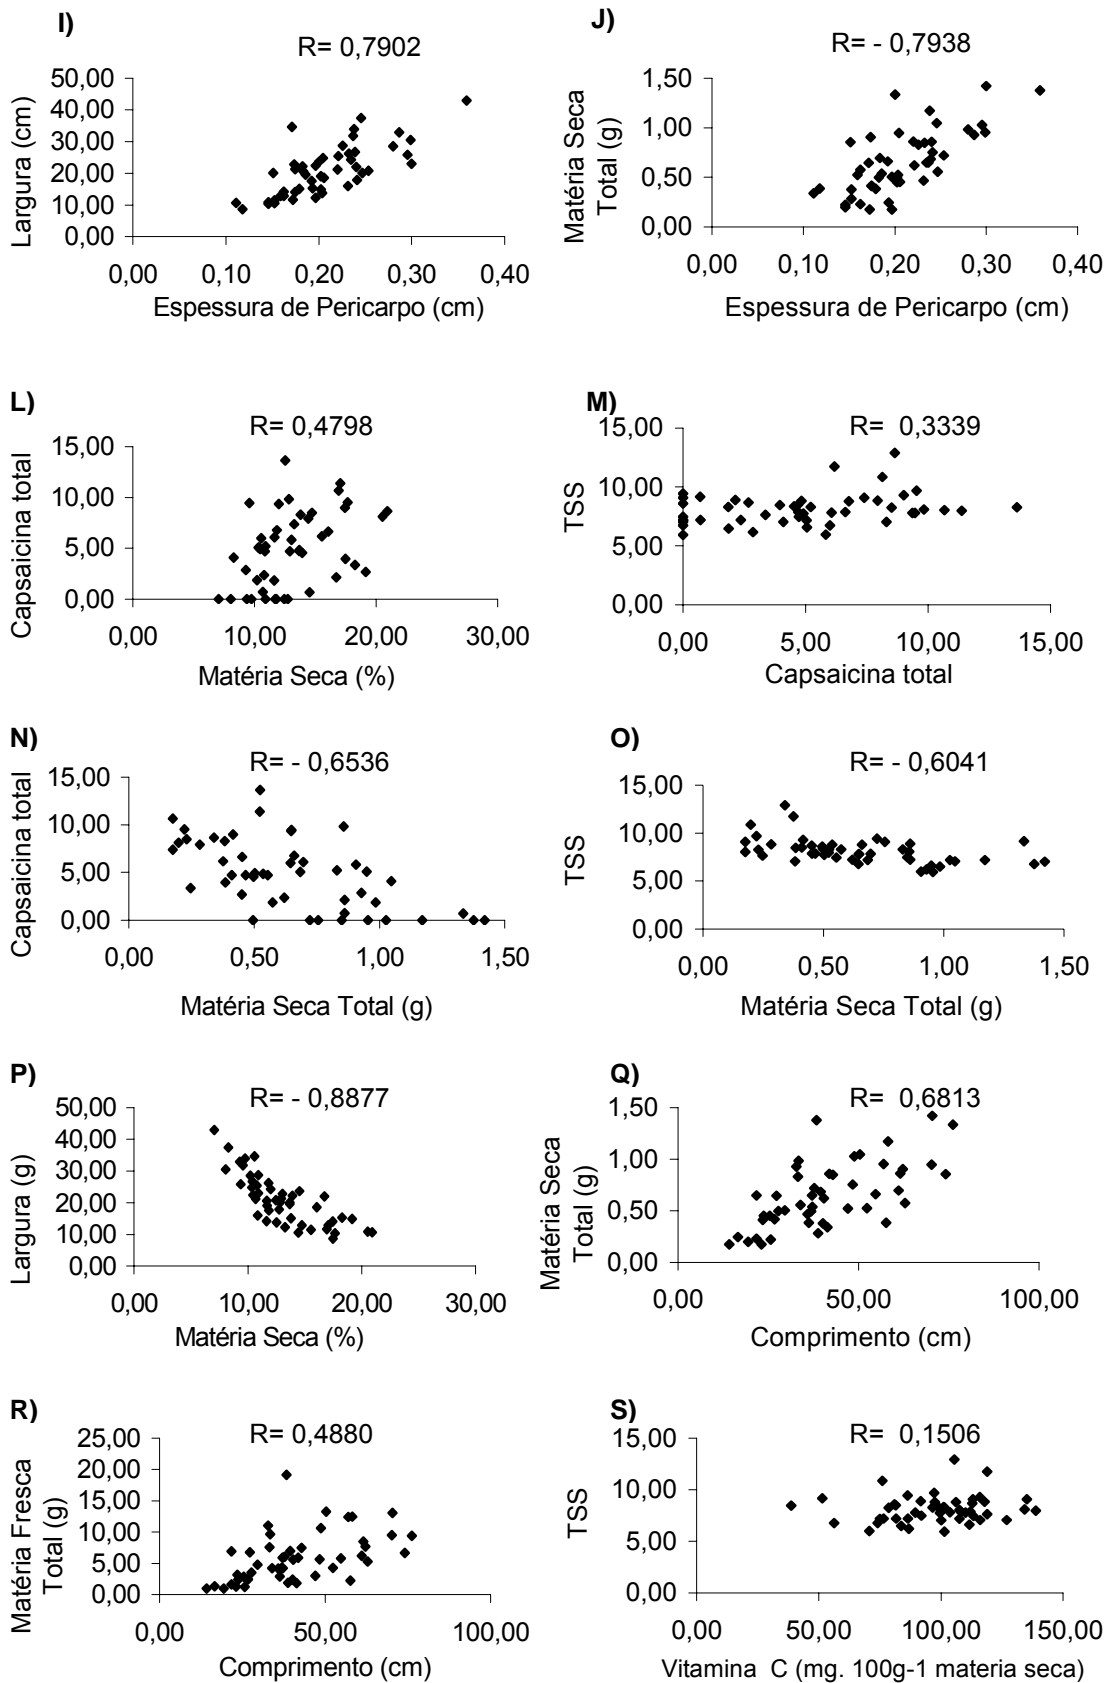 I)
R= 0,7902
Largura (cm)
50,00
40,00
30,00
20,00
10,00
0,00
0,00 0,10 0,20 0,30 0,40
Espessura de Pericarpo (cm)
J)
R= - 0,7938
Matéria Seca
Total (g)
1,50
1,00
0,50
0,00
0,00 0,10 0,20 0,30 0,40
Espessura de Pericarpo (cm)
L)
R= 0,4798
Capsaicina total
15,00
10,00
5,00
0,00
0,00 10,00 20,00 30,00
Matéria Seca (%)
M)
R= 0,3339
TSS
15,00
10,00
5,00
0,00
0,00 5,00 10,00 15,00
Capsaicina total
N)
R= - 0,6536
Capsaicina total
15,00
10,00
5,00
0,00
0,00 0,50 1,00 1,50
Matéria Seca Total (g)
O)
R= - 0,6041
TSS
15,00
10,00
5,00
0,00
0,00 0,50 1,00 1,50
Matéria Seca Total (g)
P)
R= - 0,8877
Largura (g)
50,00
40,00
30,00
20,00
10,00
0,00
0,00 10,00 20,00 30,00
Matéria Seca (%)
Q)
R= 0,6813
Matéria Seca
Total (g)
1,50
1,00
0,50
0,00
0,00 50,00 100,00
Comprimento (cm)
R)
R= 0,4880
Matéria Fresca
Total (g)
25,00
20,00
15,00
10,00
5,00
0,00
0,00 50,00 100,00
Comprimento (cm)
S)
R= 0,1506
TSS
15,00
10,00
5,00
0,00
0,00 50,00 100,00 150,00
Vitamina C (mg. 100g-1 materia seca)